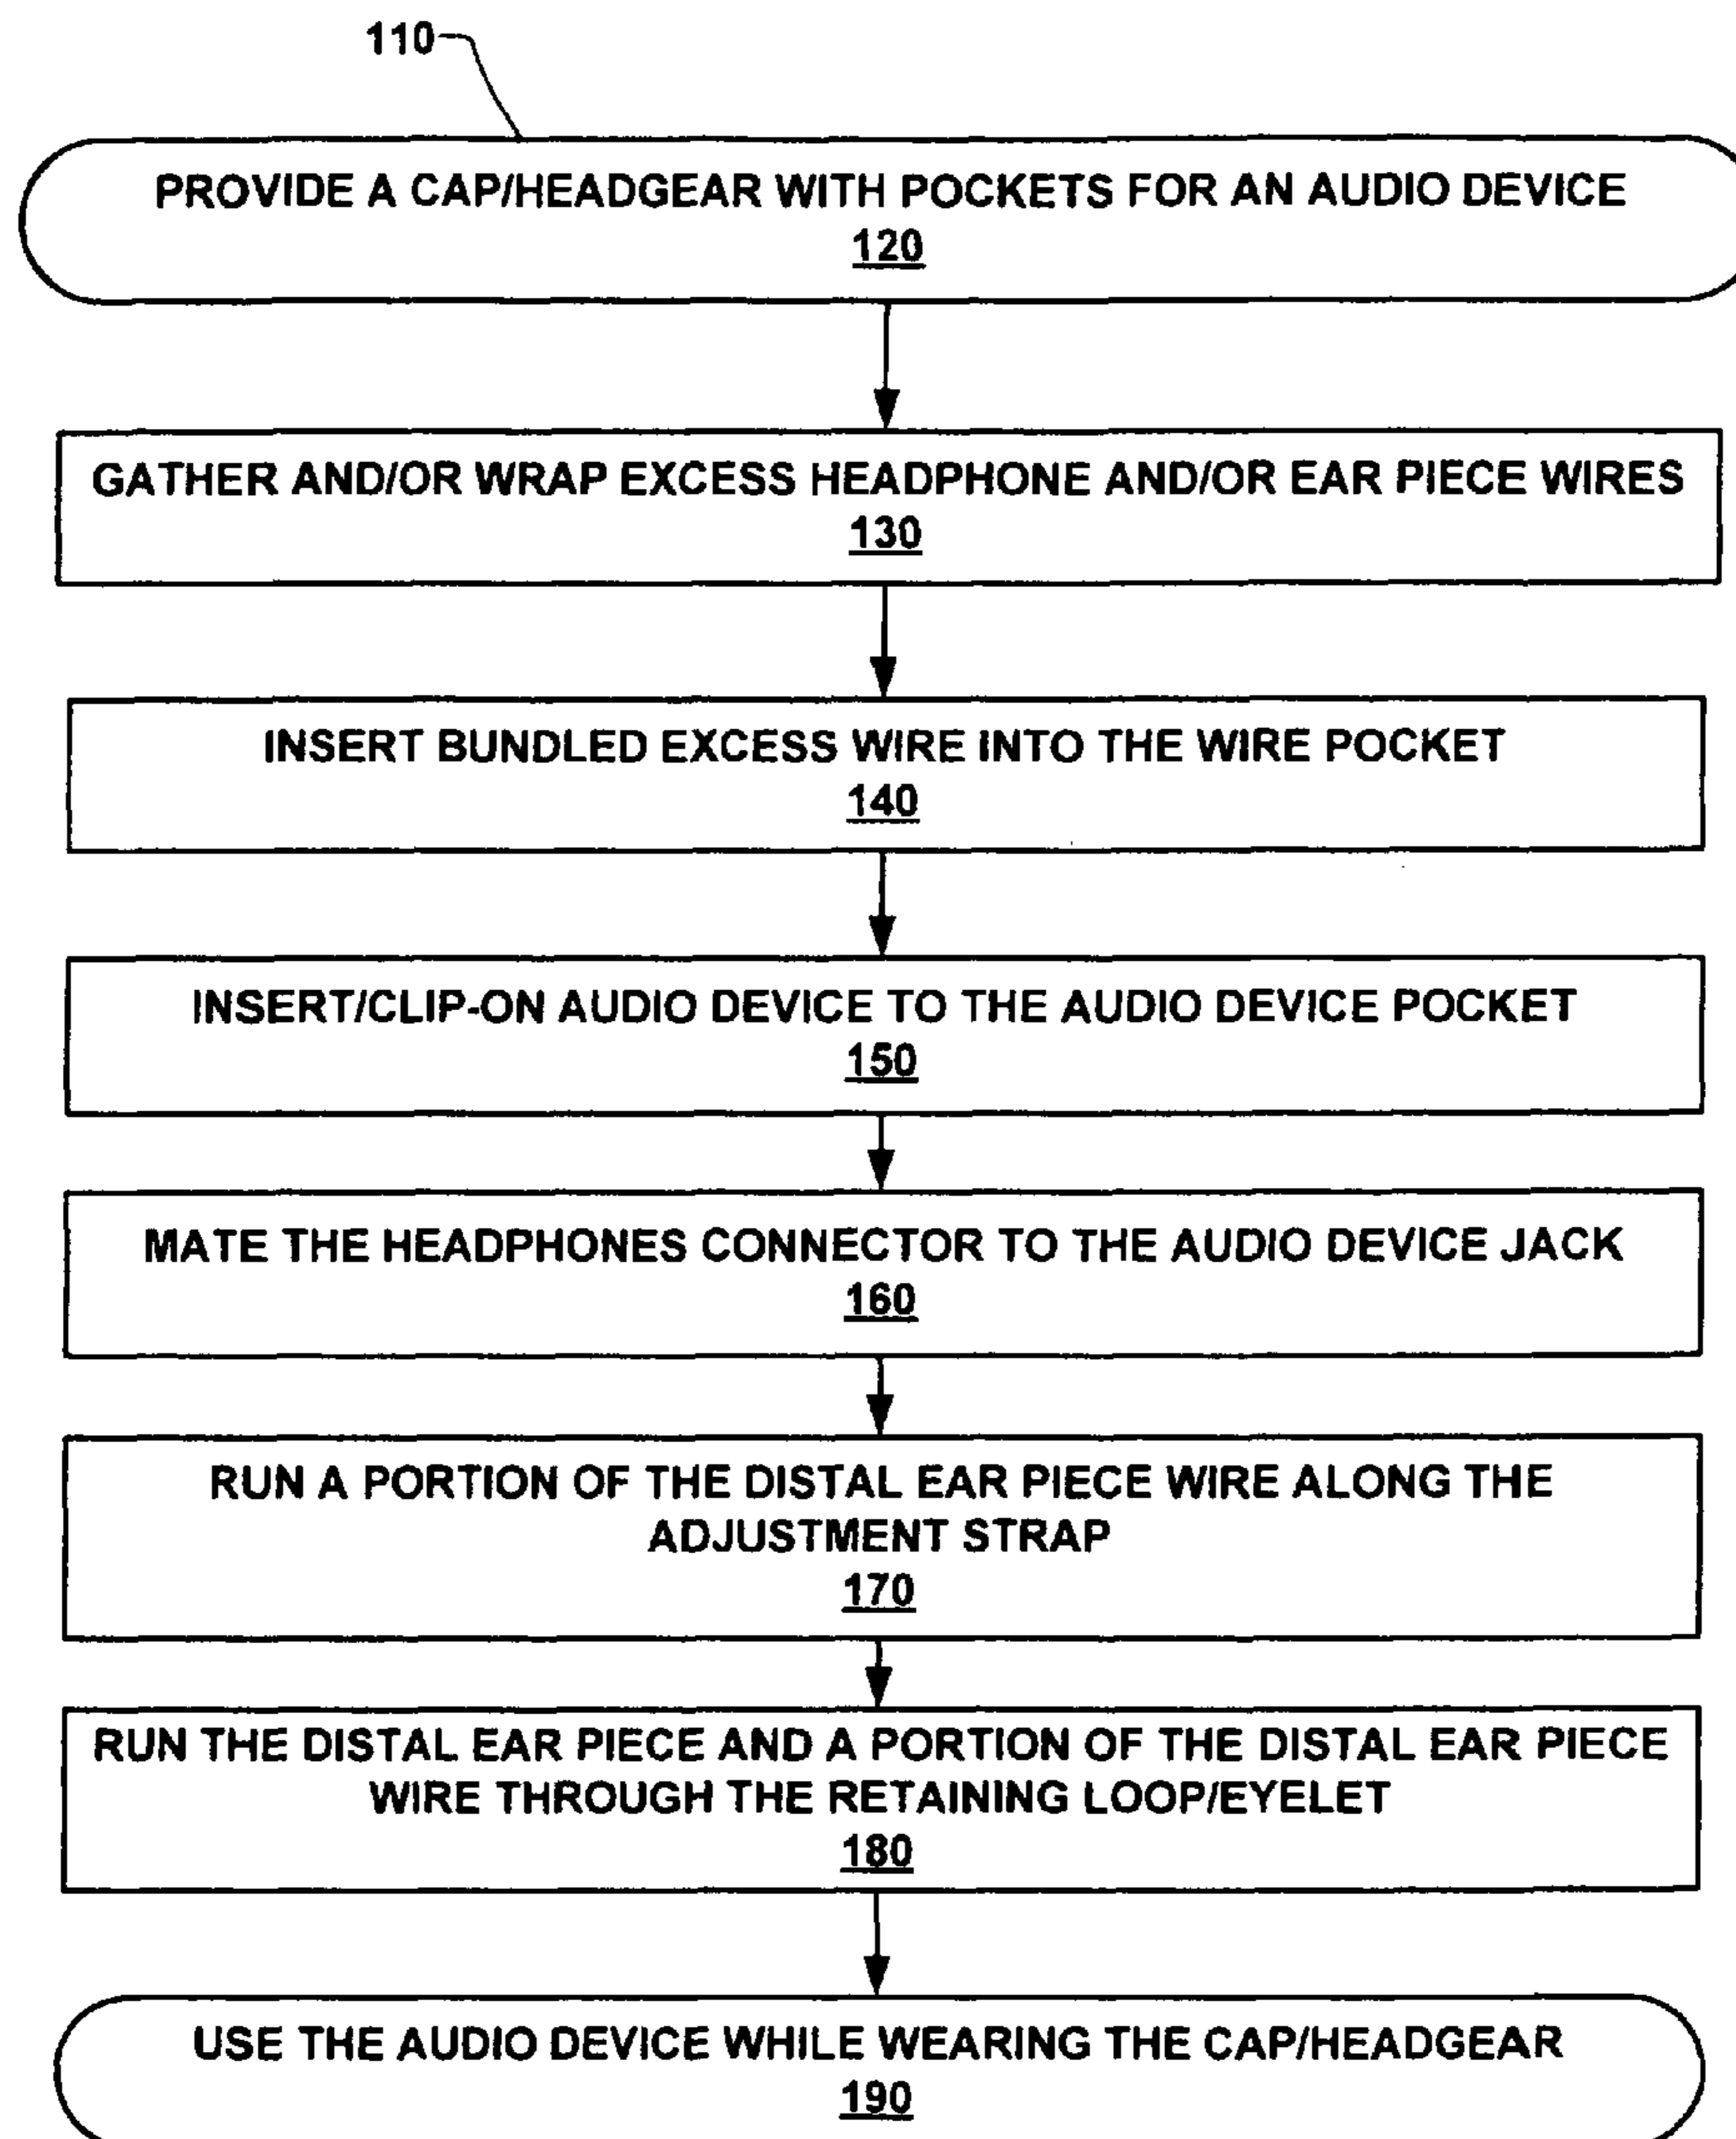 110
PROVIDE A CAP/HEADGEAR WITH POCKETS FOR AN AUDIO DEVICE
120
GATHER AND/OR WRAP EXCESS HEADPHONE AND/OR EAR PIECE WIRES
130
INSERT BUNDLED EXCESS WIRE INTO THE WIRE POCKET
140
INSERT/CLIP-ON AUDIO DEVICE TO THE AUDIO DEVICE POCKET
150
MATE THE HEADPHONES CONNECTOR TO THE AUDIO DEVICE JACK
160
RUN A PORTION OF THE DISTAL EAR PIECE WIRE ALONG THE
ADJUSTMENT STRAP
170
RUN THE DISTAL EAR PIECE AND A PORTION OF THE DISTAL EAR PIECE
WIRE THROUGH THE RETAINING LOOP/EYELET
180
USE THE AUDIO DEVICE WHILE WEARING THE CAP/HEADGEAR
190